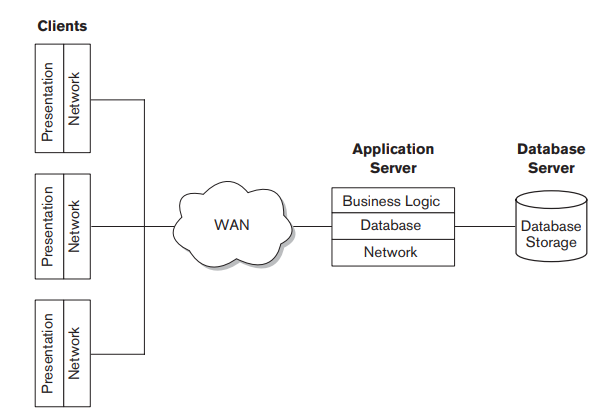 Clients
Presentation
Network
Presentation
Network
Presentation
Network
WAN
Application
Server
Business Logic
Database
Network
Database
Server
Database
Storage